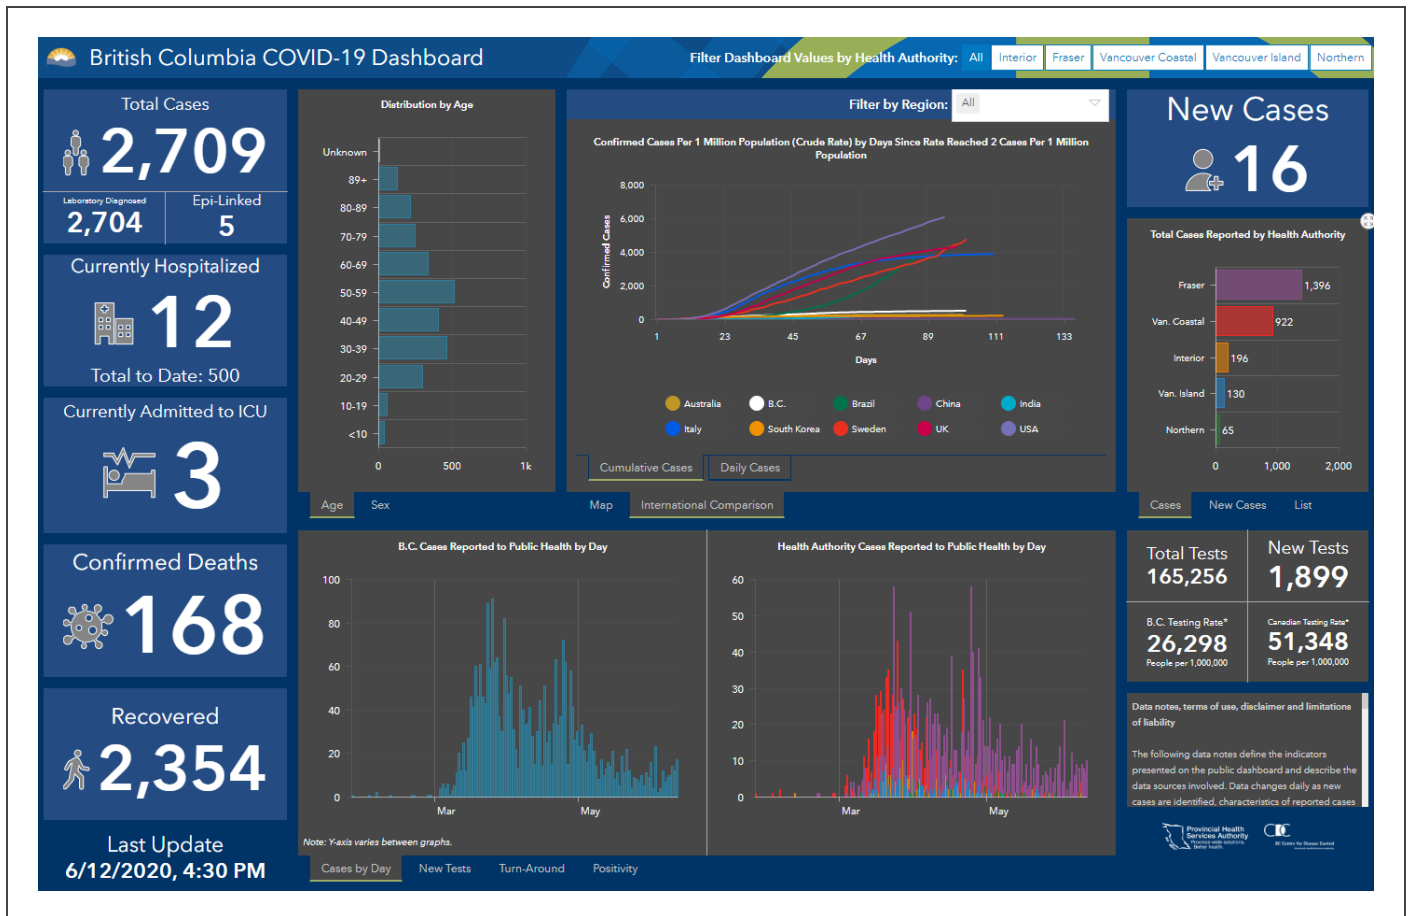 British Columbia COVID-19 Dashboard
Filter Dashboard Values by Health Authority: All Interior Fraser Vancouver Coastal Vancouver Island Northern
Total Cases
2,709
Laboratory Diagnosed
2,704
Epi-Linked
5
Currently Hospitalized
12
Total to Date: 500
Currently Admitted to ICU
3
Confirmed Deaths
168
Recovered
2,354
Last Update
6/12/2020, 4:30 PM
Distribution by Age
Unknown
89+
80-89
70-79
60-69
50-59
40-49
30-39
20-29
10-19
<10
0 500 1k
Age Sex
Filter by Region: All
Confirmed Cases Per 1 Million Population (Crude Rate) by Days Since Rate Reached 2 Cases Per 1 Million
Population
Confirmed Cases
8,000
6,000
4,000
2,000
0
1 23 45 67 89 111 133
Days
Australia B.C. Brazil China India
Italy South Korea Sweden UK USA
Cumulative Cases Daily Cases
Map International Comparison
New Cases
16
Total Cases Reported by Health Authority
Fraser 1,396
Van. Coastal 922
Interior 196
Van. Island 130
Northern 65
0 1,000 2,000
Cases New Cases List
B.C. Cases Reported to Public Health by Day
100
80
60
40
20
0
Mar May
Note: Y-axis varies between graphs.
Health Authority Cases Reported to Public Health by Day
60
50
40
30
20
10
0
Mar May
Cases by Day New Tests Turn-Around Positivity
Total Tests
165,256
New Tests
1,899
B.C. Testing Rate*
26,298
People per 1,000,000
Canadian Testing Rate*
51,348
People per 1,000,000
Data notes, terms of use, disclaimer and limitations
of liability
The following data notes define the indicators
presented on the public dashboard and describe the
data sources involved. Data changes daily as new
cases are identified, characteristics of reported cases
Provincial Health
Services Authority
Province-wide solutions.
Better health.
BC Centre for Disease Control